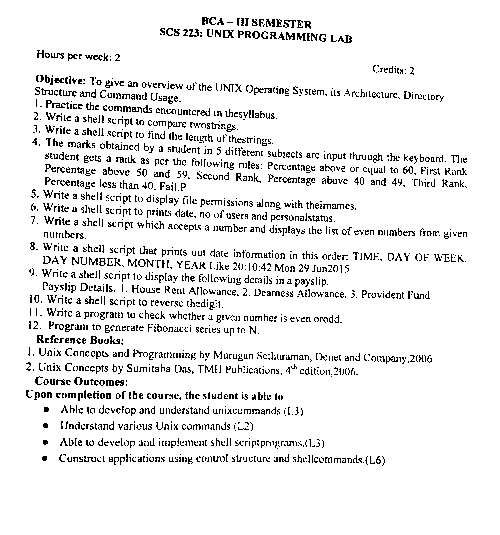 BCA – III SEMESTER
SCS 223: UNIX PROGRAMMING LAB
Hours per week: 2
Credits: 2
Objective: To give an overview of the UNIX Operating System, its Architecture, Directory
Structure and Command Usage.
1. Practice the commands encountered in thesyllabus.
2. Write a shell script to compare twostrings.
3. Write a shell script to find the length of thestrings.
4. The marks obtained by a student in 5 different subjects are input through the keyboard. The
student gets a rank as per the following rules: Percentage above or equal to 60, First Rank
Percentage above 50 and 59, Second Rank, Percentage above 40 and 49, Third Rank,
Percentage less than 40, Fail.P
5. Write a shell script to display file permissions along with theirnames.
6. Write a shell script to prints date, no of users and personalstatus.
7. Write a shell script which accepts a number and displays the list of even numbers from given
numbers.
8. Write a shell script that prints out date information in this order: TIME, DAY OF WEEK,
DAY NUMBER, MONTH, YEAR Like 20:10:42 Mon 29 Jun2015
9. Write a shell script to display the following details in a payslip.
Payslip Details. 1. House Rent Allowance, 2. Dearness Allowance, 3. Provident Fund
10. Write a shell script to reverse thedigit.
11. Write a program to check whether a given number is even orodd.
12. Program to generate Fibonacci series up to N.
Reference Books:
1. Unix Concepts and Programming by Murugan Sethuraman, Denet and Company,2006
2. Unix Concepts by Sumitaba Das, TMH Publications, 4th edition,2006.
Course Outcomes:
Upon completion of the course, the student is able to
● Able to develop and understand unixcummands (L3)
● Understand various Unix commands (L2)
● Able to develop and implement shell scriptprograms.(L3)
● Construct applications using control structure and shellcommands.(L6)